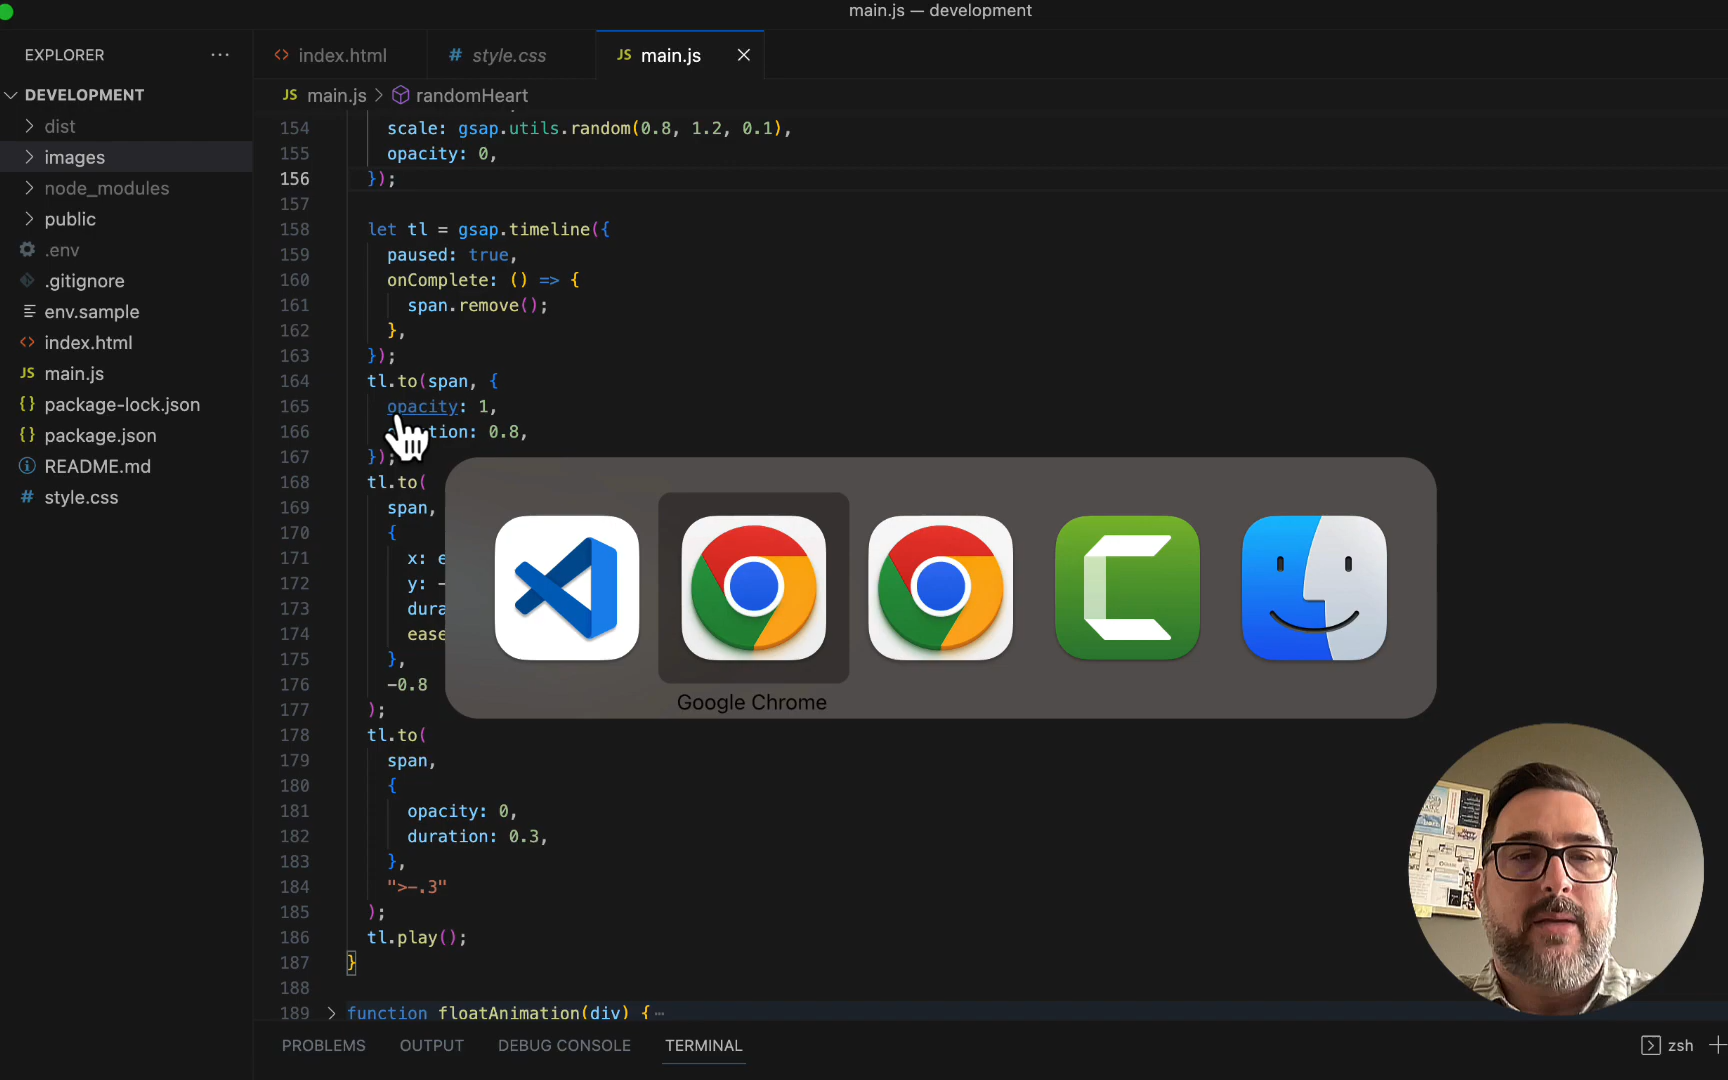 main.js — development
EXPLORER
index.html
# style.css
JS main.js
DEVELOPMENT
JS main.js > randomHeart
dist
images
node_modules
public
.env
.gitignore
env.sample
index.html
JS main.js
{} package-lock.json
{} package.json
README.md
# style.css
154 scale: gsap.utils.random(0.8, 1.2, 0.1),
155 opacity: 0,
156 });
157
158 let tl = gsap.timeline({
159 paused: true,
160 onComplete: () => {
161 span.remove();
162 },
163 });
164 tl.to(span, {
165 opacity: 1,
166 tion: 0.8,
167 });
168 tl.to(
169 span,
170 {
171 x: e
172 y: -
173 dura
174 ease
175 },
176 -0.8
177 );
178 tl.to(
179 span,
180 {
181 opacity: 0,
182 duration: 0.3,
183 },
184 ">-.3"
185 );
186 tl.play();
187 }
188
189 function floatAnimation(div) {
Google Chrome
PROBLEMS OUTPUT DEBUG CONSOLE TERMINAL
zsh